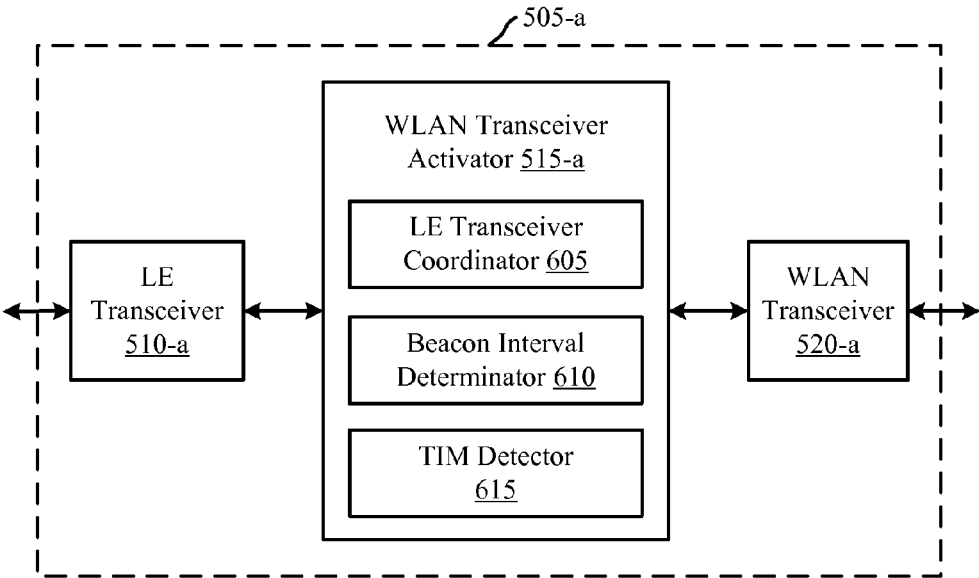 505-a
WLAN Transceiver
Activator 515-a
LE Transceiver
Coordinator 605
LE
Transceiver
510-a
WLAN
Transceiver
520-a
Beacon Interval
Determinator 610
TIM Detector
615